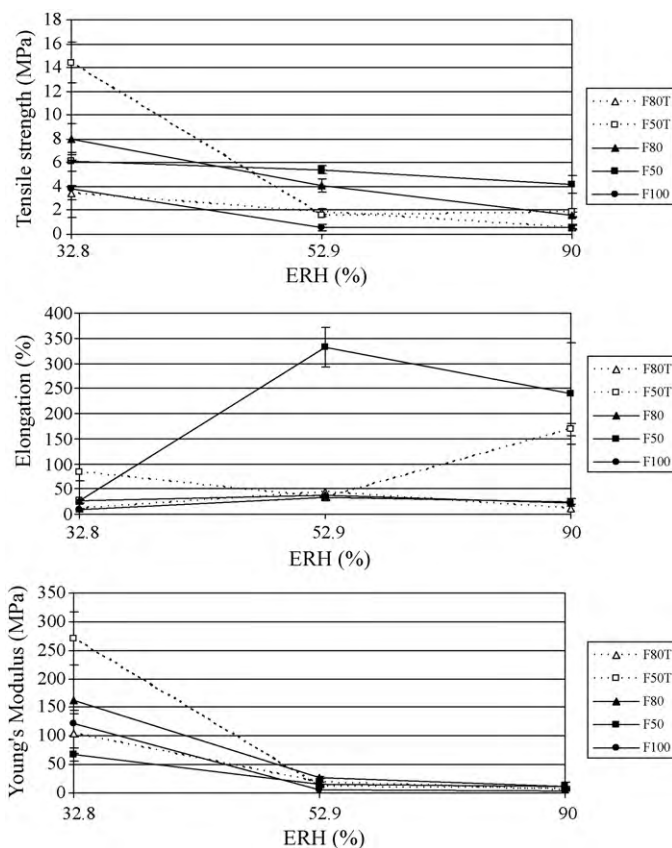 18
16
14
12
10
8
6
4
2
0
Tensile strength (MPa)
32.8 52.9 90
ERH (%)
F80T
F50T
F80
F50
F100
400
350
300
250
200
150
100
50
0
Elongation (%)
32.8 52.9 90
ERH (%)
F80T
F50T
F80
F50
F100
350
300
250
200
150
100
50
0
Young's Modulus (MPa)
32.8 52.9 90
ERH (%)
F80T
F50T
F80
F50
F100